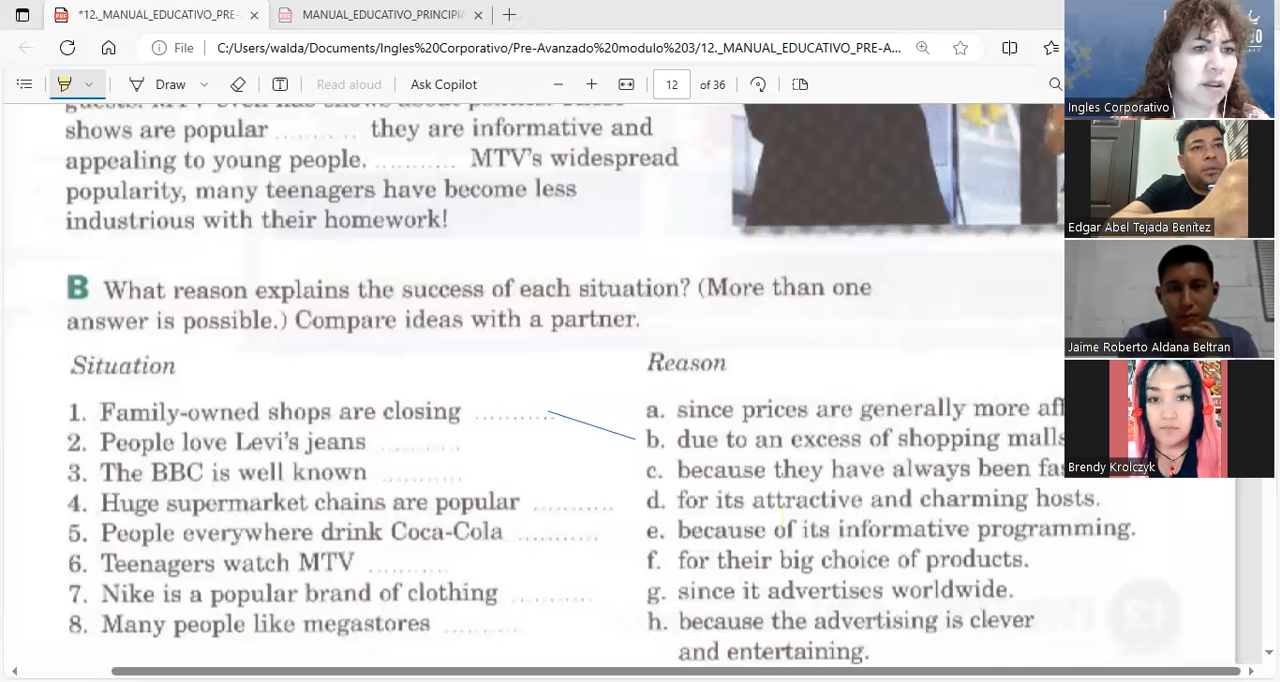 *12._MANUAL_EDUCATIVO_PRE-
MANUAL_EDUCATIVO_PRINCIPIA
File
C:/Users/walda/Documents/Ingles%20Corporativo/Pre-Avanzado%20modulo%203/12._MANUAL_EDUCATIVO_PRE-A...
Draw
Read aloud
Ask Copilot
12 of 36
shows are popular .......... they are informative and
appealing to young people. .......... MTV's widespread
popularity, many teenagers have become less
industrious with their homework!
B What reason explains the success of each situation? (More than one
answer is possible.) Compare ideas with a partner.
Situation
1. Family-owned shops are closing ..........
2. People love Levi's jeans ..........
3. The BBC is well known ..........
4. Huge supermarket chains are popular ..........
5. People everywhere drink Coca-Cola ..........
6. Teenagers watch MTV ..........
7. Nike is a popular brand of clothing ..........
8. Many people like megastores ..........
Reason
a. since prices are generally more aff
b. due to an excess of shopping malls
c. because they have always been fas
d. for its attractive and charming hosts.
e. because of its informative programming.
f. for their big choice of products.
g. since it advertises worldwide.
h. because the advertising is clever
and entertaining.
Ingles Corporativo
Edgar Abel Tejada Benítez
Jaime Roberto Aldana Beltran
Brendy Krolczyk